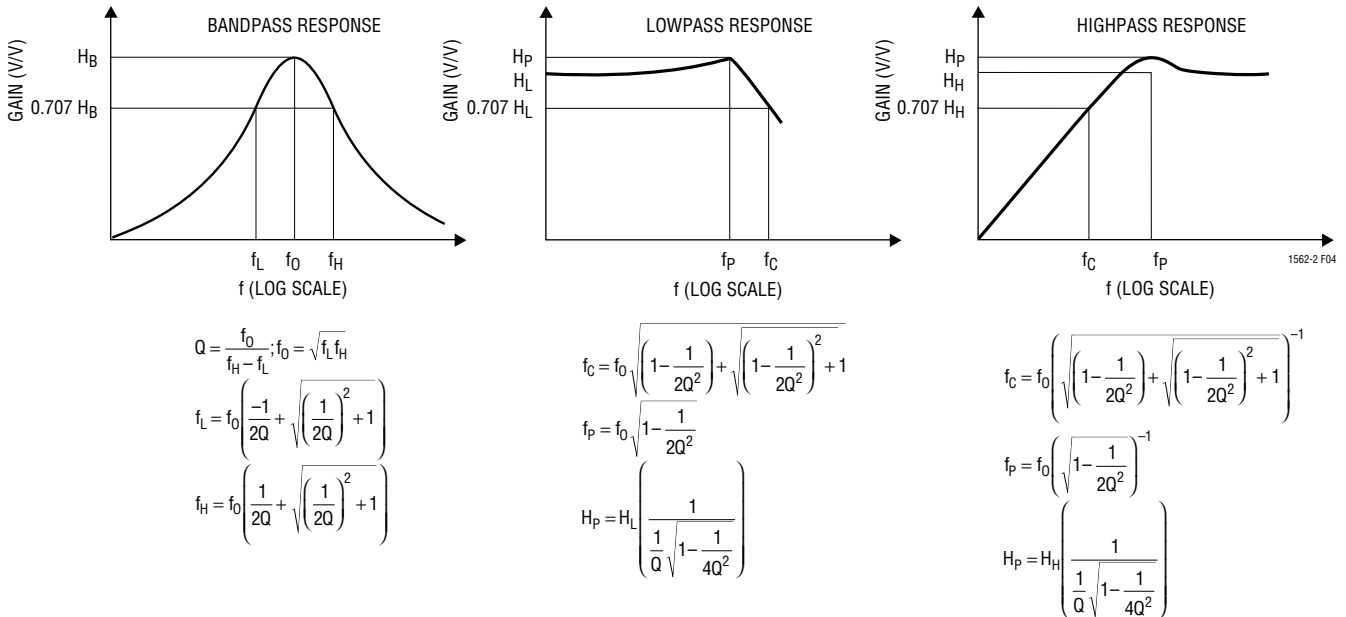 BANDPASS RESPONSE
GAIN (V/V)
H_B
0.707 H_B
f_L f_O f_H
f (LOG SCALE)
Q = f_O / (f_H – f_L); f_O = √(f_L f_H)
f_L = f_O(–1/(2Q) + √((1/(2Q))² + 1))
f_H = f_O(1/(2Q) + √((1/(2Q))² + 1))
LOWPASS RESPONSE
GAIN (V/V)
H_P
H_L
0.707 H_L
f_P f_C
f (LOG SCALE)
f_C = f_O √((1 – 1/(2Q²)) + √((1 – 1/(2Q²))² + 1))
f_P = f_O √(1 – 1/(2Q²))
H_P = H_L(1 / ((1/Q) √(1 – 1/(4Q²))))
HIGHPASS RESPONSE
GAIN (V/V)
H_P
H_H
0.707 H_H
f_C f_P
1562-2 F04
f (LOG SCALE)
f_C = f_O(√((1 – 1/(2Q²)) + √((1 – 1/(2Q²))² + 1)))⁻¹
f_P = f_O(√(1 – 1/(2Q²)))⁻¹
H_P = H_H(1 / ((1/Q) √(1 – 1/(4Q²))))